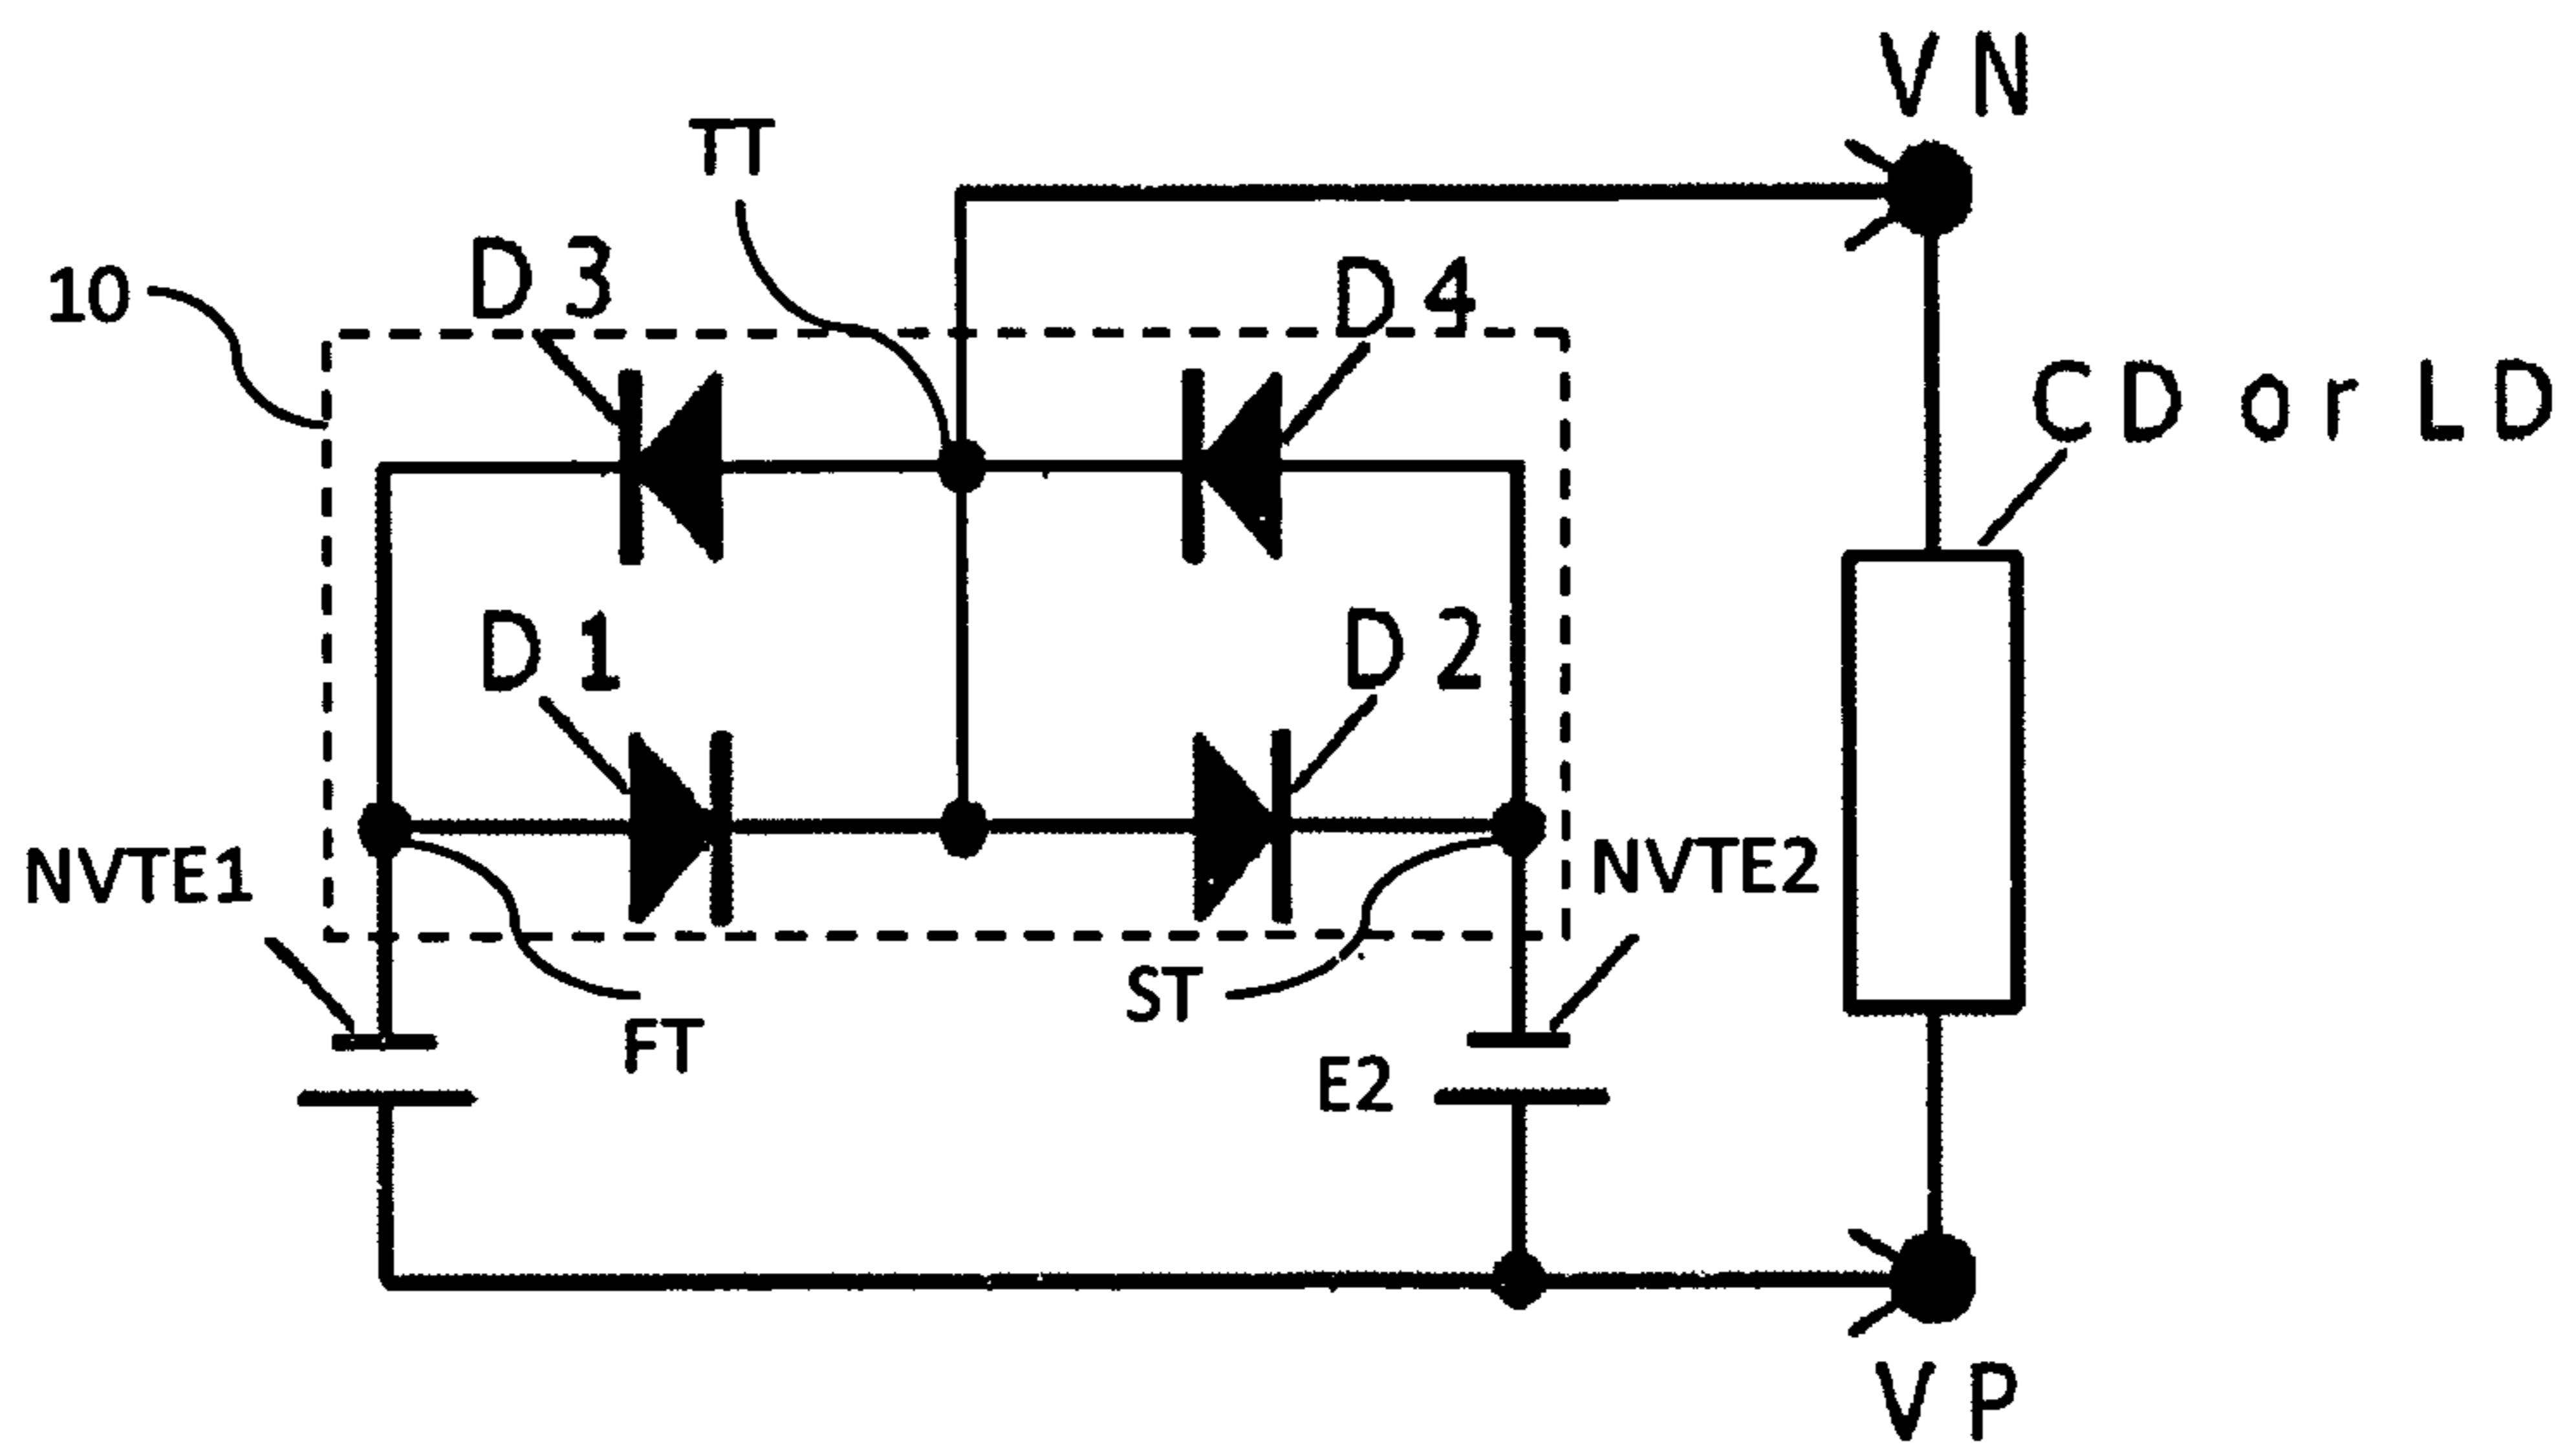 VN
TT
D3
D4
10
CD or LD
D1
D2
NVTE1
NVTE2
ST
FT
E2
VP